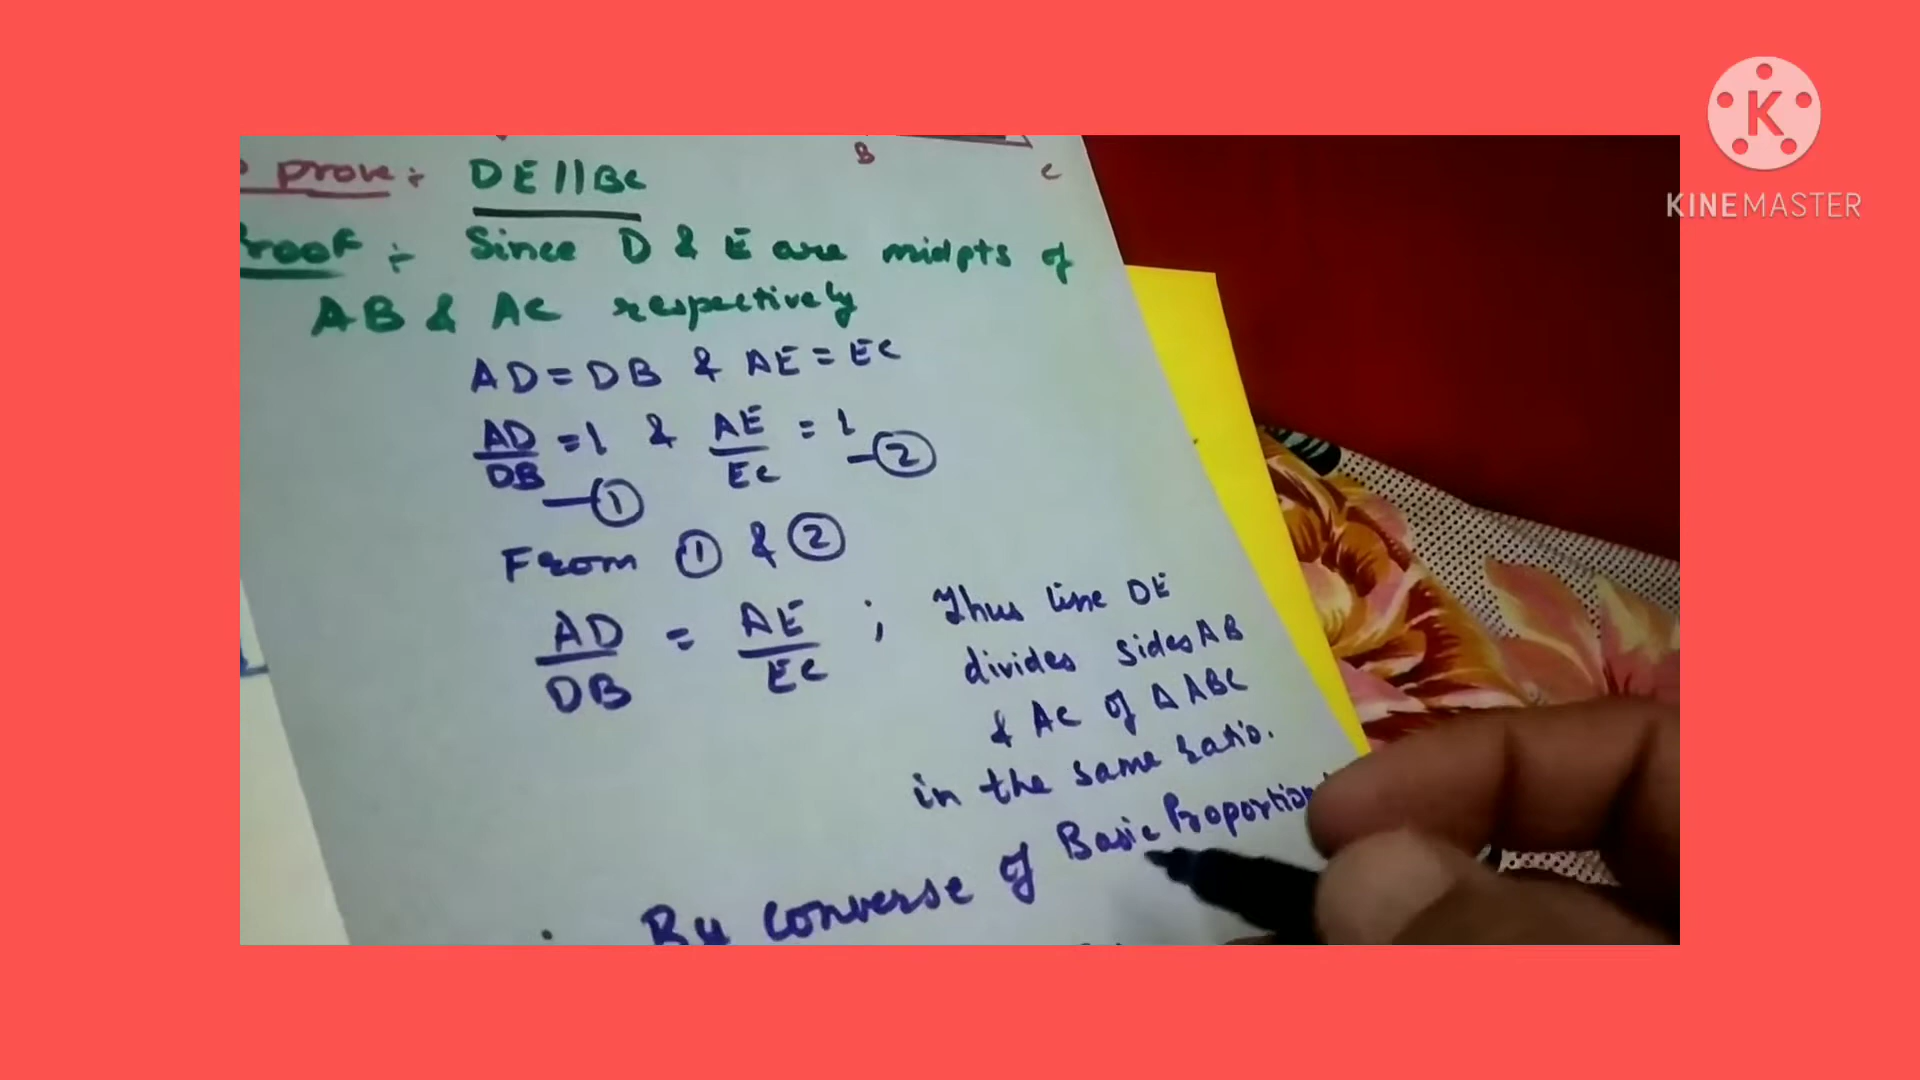 B
C
prove :-
DE || BC
Proof :- Since D & E are midpts of
AB & AC respectively
AD = DB & AE = EC
AD/DB = 1 & AE/EC = 1
— ① — ②
From ① & ②
AD/DB = AE/EC ; Thus line DE
divides sides AB
& AC of Δ ABC
in the same ratio.
By converse of Basic Proportion
K
KINEMASTER